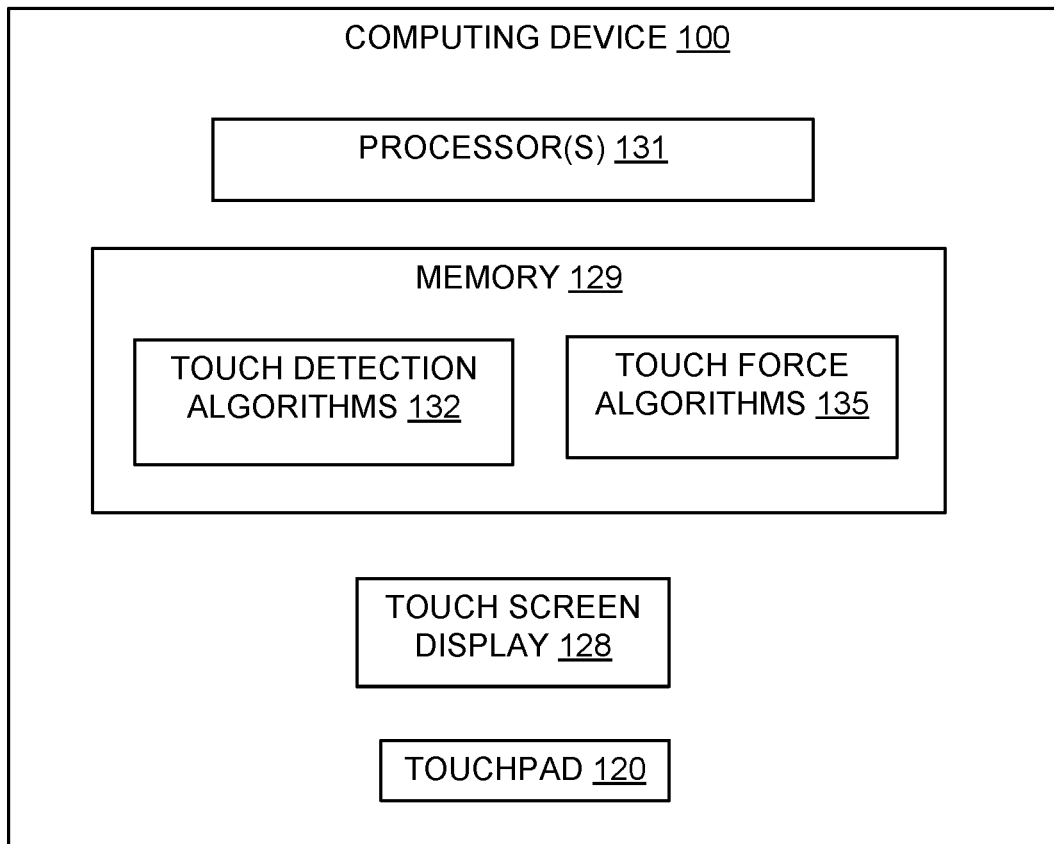 COMPUTING DEVICE 100
PROCESSOR(S) 131
MEMORY 129
TOUCH DETECTION
ALGORITHMS 132
TOUCH FORCE
ALGORITHMS 135
TOUCH SCREEN
DISPLAY 128
TOUCHPAD 120